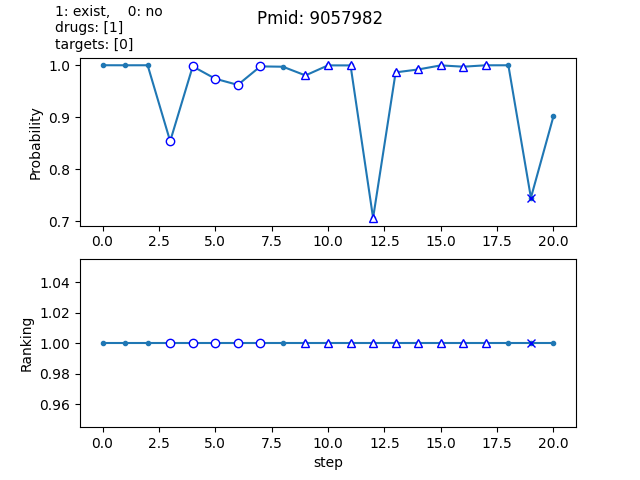 1: exist,    0: no
drugs: [1]
targets: [0]
Pmid: 9057982
1.0
0.9
0.8
0.7
Probability
0.0 2.5 5.0 7.5 10.0 12.5 15.0 17.5 20.0
1.04
1.02
1.00
0.98
0.96
Ranking
0.0 2.5 5.0 7.5 10.0 12.5 15.0 17.5 20.0
step